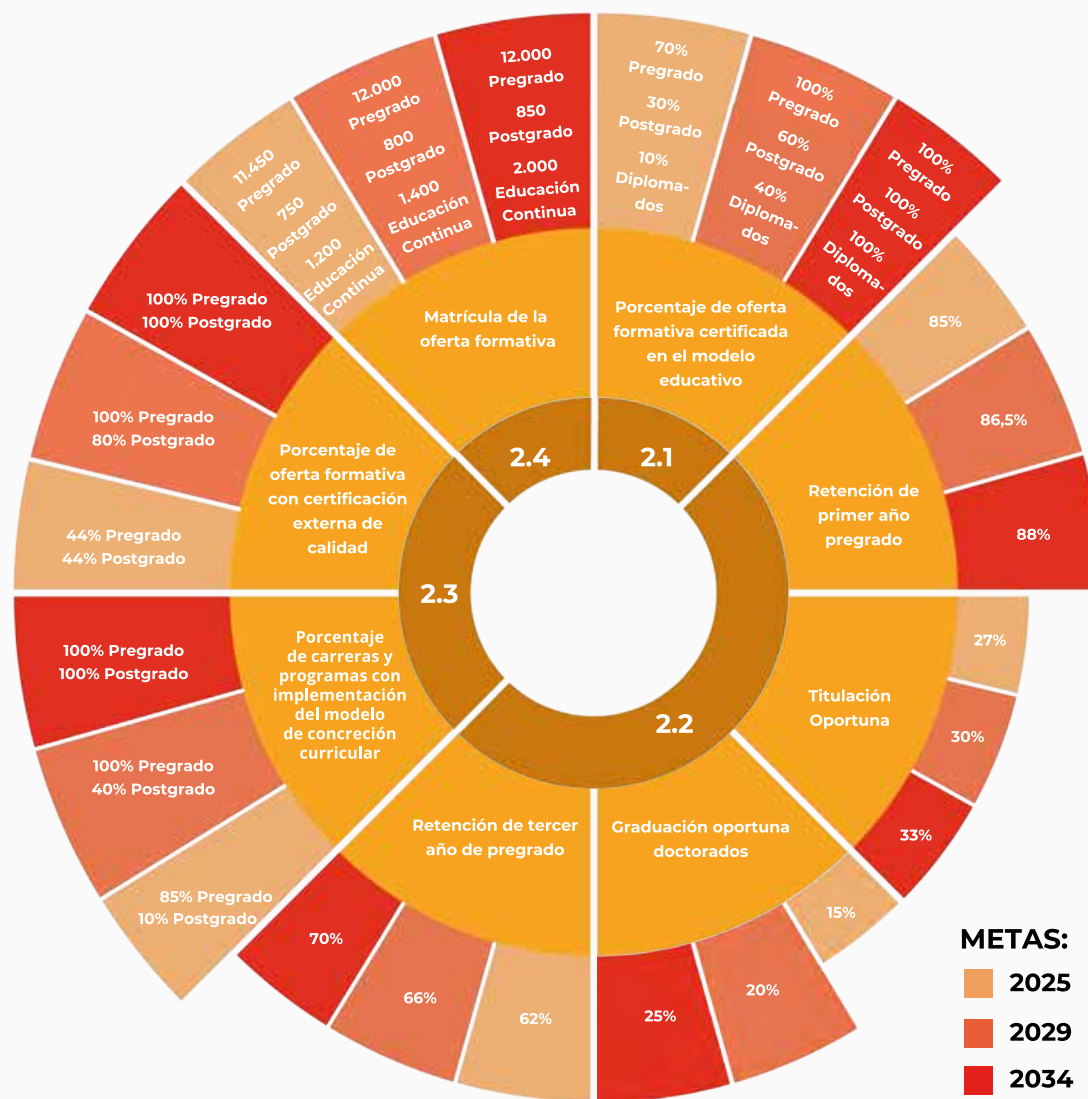 12.000
Pregrado
850
Postgrado
2.000
Educación
Continua
70%
Pregrado
30%
Postgrado
10%
Diploma-
dos
12.000
Pregrado
800
Postgrado
1.400
Educación
Continua
100%
Pregrado
60%
Postgrado
40%
Diploma-
dos
11.450
Pregrado
750
Postgrado
1.200
Educación
Continua
100%
Pregrado
100%
Postgrado
100%
Diploma-
dos
100% Pregrado
100% Postgrado
Matrícula de la
oferta formativa
Porcentaje de oferta
formativa certificada
en el modelo
educativo
85%
100% Pregrado
80% Postgrado
86,5%
Porcentaje de
oferta formativa
con certificación
externa de
calidad
2.4
2.1
Retención de
primer año
pregrado
44% Pregrado
44% Postgrado
88%
2.3
100% Pregrado
100% Postgrado
Porcentaje
de carreras y
programas con
implementación
del modelo
de concreción
curricular
27%
Titulación
Oportuna
2.2
30%
100% Pregrado
40% Postgrado
Retención de tercer
año de pregrado
Graduación oportuna
doctorados
33%
85% Pregrado
10% Postgrado
15%
70%
66%
62%
25%
20%
METAS:
2025
2029
2034